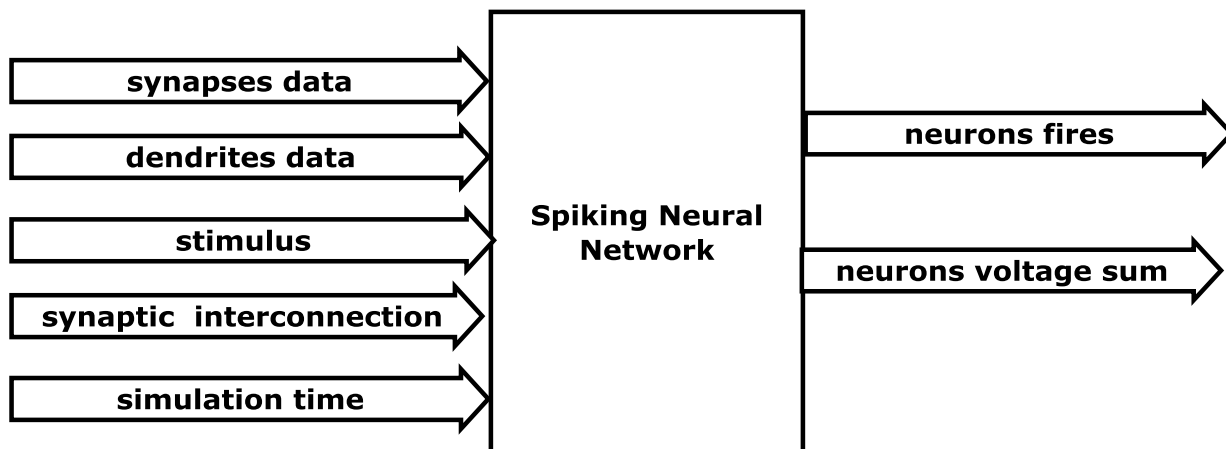 synapses data
dendrites data
stimulus
synaptic interconnection
simulation time
Spiking Neural
Network
neurons fires
neurons voltage sum